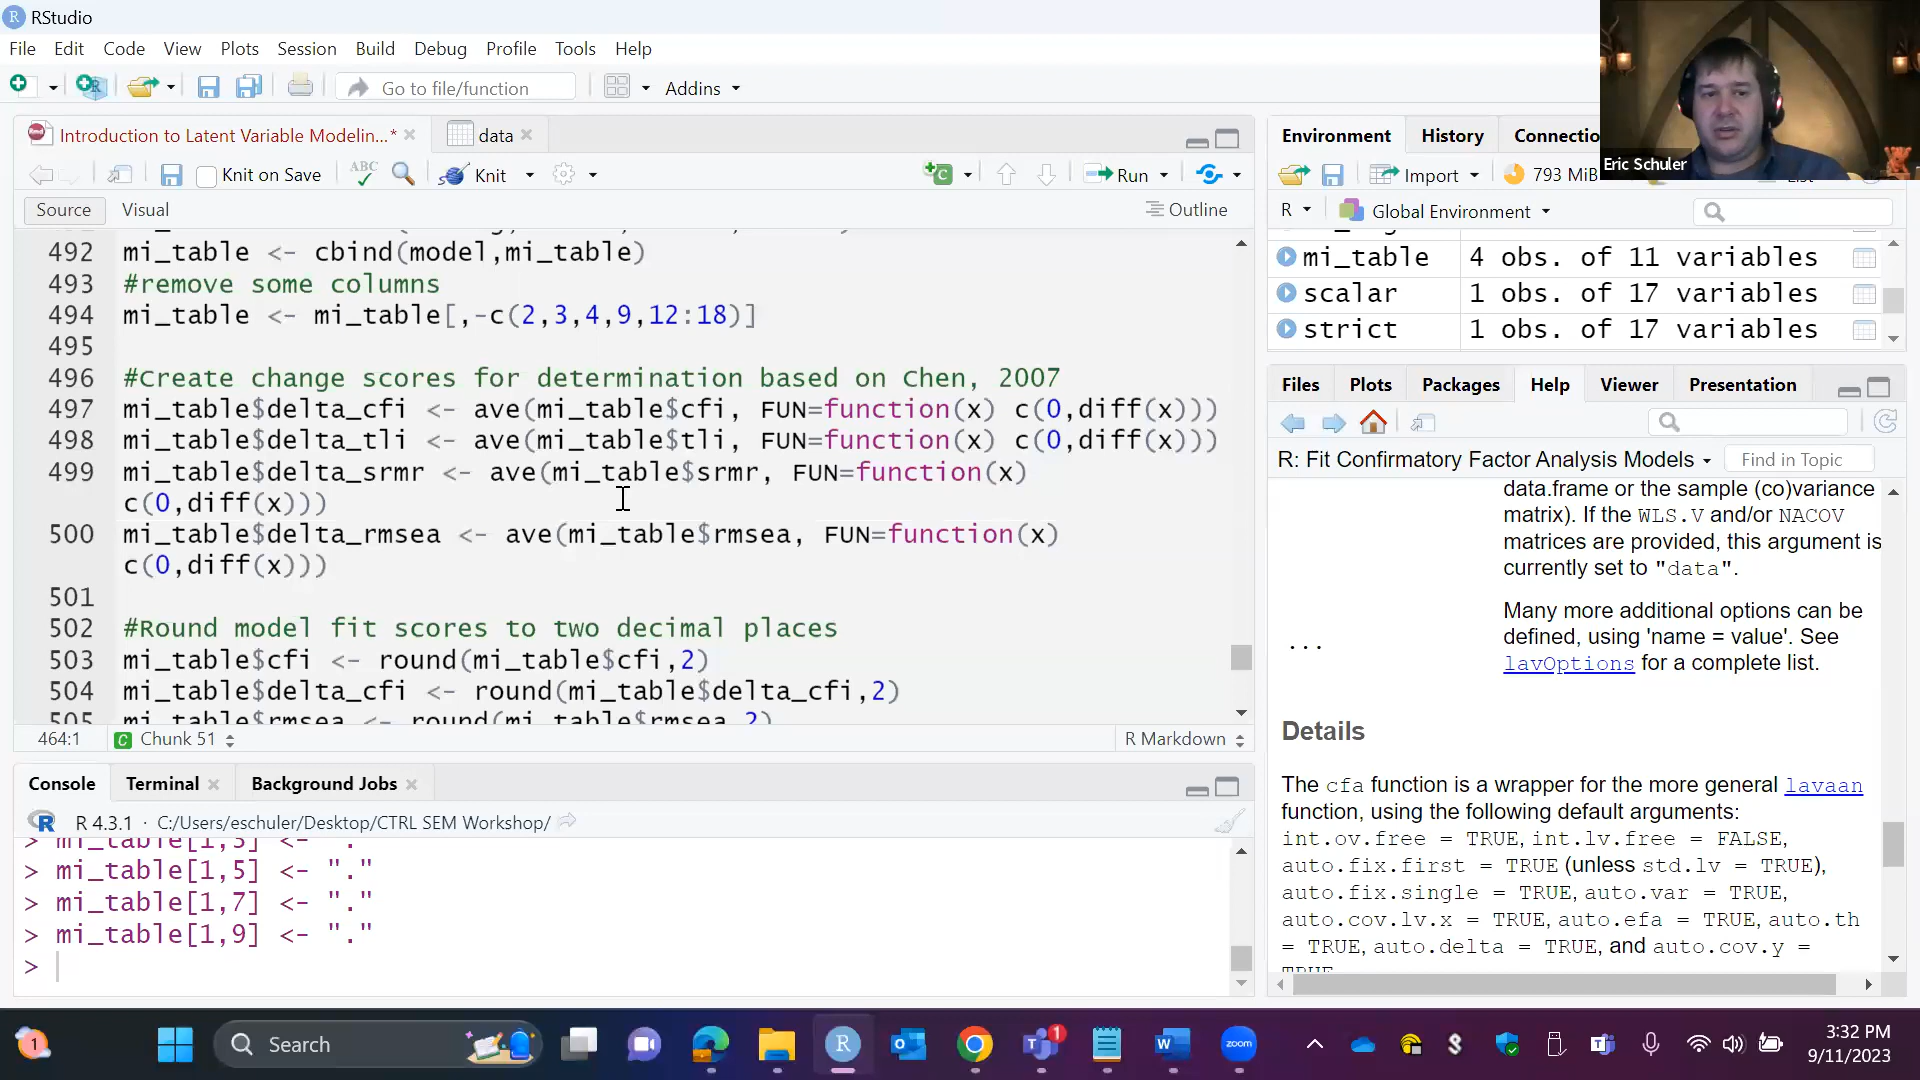 RStudio
File Edit Code View Plots Session Build Debug Profile Tools Help
Go to file/function Addins
Introduction to Latent Variable Modelin...* data
Knit on Save ABC Knit Run
Source Visual Outline
492 mi_table <- cbind(model,mi_table)
493 #remove some columns
494 mi_table <- mi_table[,-c(2,3,4,9,12:18)]
495
496 #Create change scores for determination based on Chen, 2007
497 mi_table$delta_cfi <- ave(mi_table$cfi, FUN=function(x) c(0,diff(x)))
498 mi_table$delta_tli <- ave(mi_table$tli, FUN=function(x) c(0,diff(x)))
499 mi_table$delta_srmr <- ave(mi_table$srmr, FUN=function(x)
c(0,diff(x)))
500 mi_table$delta_rmsea <- ave(mi_table$rmsea, FUN=function(x)
c(0,diff(x)))
501
502 #Round model fit scores to two decimal places
503 mi_table$cfi <- round(mi_table$cfi,2)
504 mi_table$delta_cfi <- round(mi_table$delta_cfi,2)
505 mi_table$rmsea <- round(mi_table$rmsea,2)
464:1 Chunk 51 R Markdown
Console Terminal Background Jobs
R 4.3.1 · C:/Users/eschuler/Desktop/CTRL SEM Workshop/
> mi_table[1,3] <- "."
> mi_table[1,5] <- "."
> mi_table[1,7] <- "."
> mi_table[1,9] <- "."
>
Eric Schuler
Environment History Connectio
Import 793 MiB
R Global Environment
mi_table 4 obs. of 11 variables
scalar 1 obs. of 17 variables
strict 1 obs. of 17 variables
Files Plots Packages Help Viewer Presentation
R: Fit Confirmatory Factor Analysis Models Find in Topic
data.frame or the sample (co)variance
matrix). If the WLS.V and/or NACOV
matrices are provided, this argument is
currently set to "data".
... Many more additional options can be
defined, using 'name = value'. See
lavOptions for a complete list.
Details
The cfa function is a wrapper for the more general lavaan
function, using the following default arguments:
int.ov.free = TRUE, int.lv.free = FALSE,
auto.fix.first = TRUE (unless std.lv = TRUE),
auto.fix.single = TRUE, auto.var = TRUE,
auto.cov.lv.x = TRUE, auto.efa = TRUE, auto.th
= TRUE, auto.delta = TRUE, and auto.cov.y =
TRUE
1 Search R 1 zoom
3:32 PM
9/11/2023